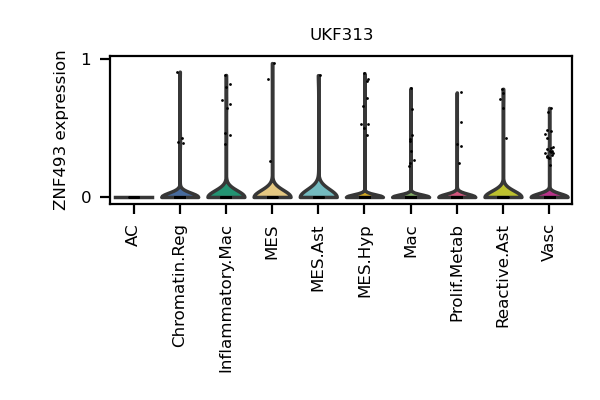 UKF313
ZNF493 expression
1
0
AC
Chromatin.Reg
Inflammatory.Mac
MES
MES.Ast
MES.Hyp
Mac
Prolif.Metab
Reactive.Ast
Vasc